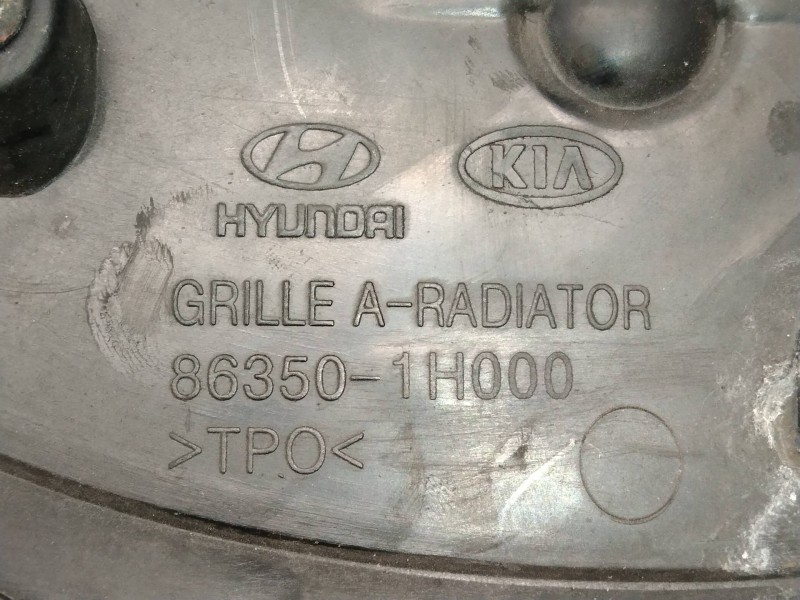 HYUNDAI KIA
GRILLE A-RADIATOR
86350-1H000
>TPO<